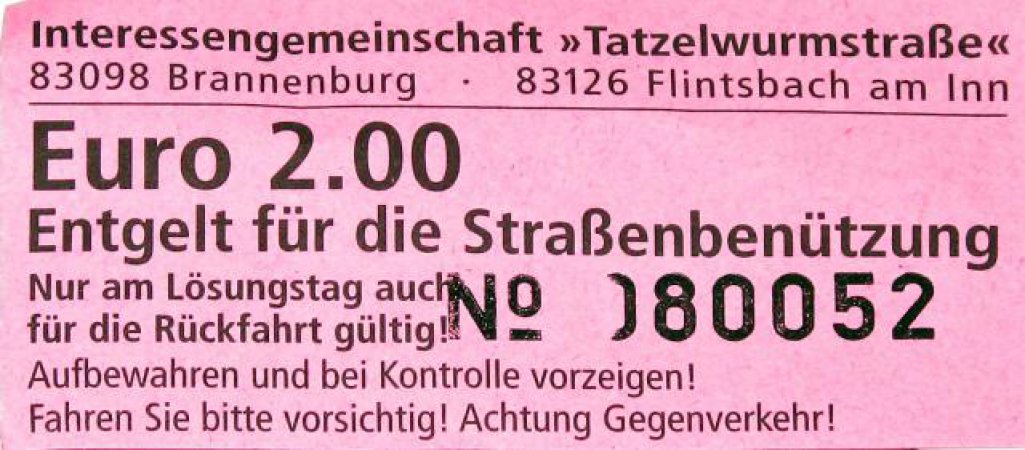 Interessengemeinschaft »Tatzelwurmstraße«
83098 Brannenburg · 83126 Flintsbach am Inn
Euro 2.00
Entgelt für die Straßenbenützung
Nur am Lösungstag auch
für die Rückfahrt gültig!
№ 080052
Aufbewahren und bei Kontrolle vorzeigen!
Fahren Sie bitte vorsichtig! Achtung Gegenverkehr!